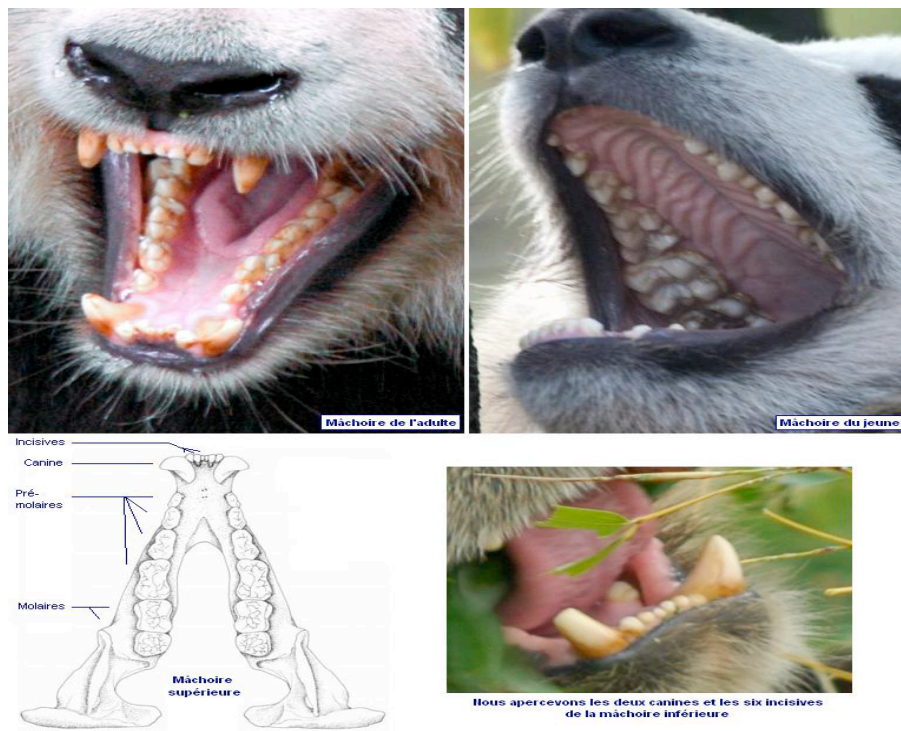 Mâchoire de l'adulte
Mâchoire du jeune
Incisives
Canine
Pré-
molaires
Molaires
Mâchoire
supérieure
Nous apercevons les deux canines et les six incisives
de la mâchoire inférieure